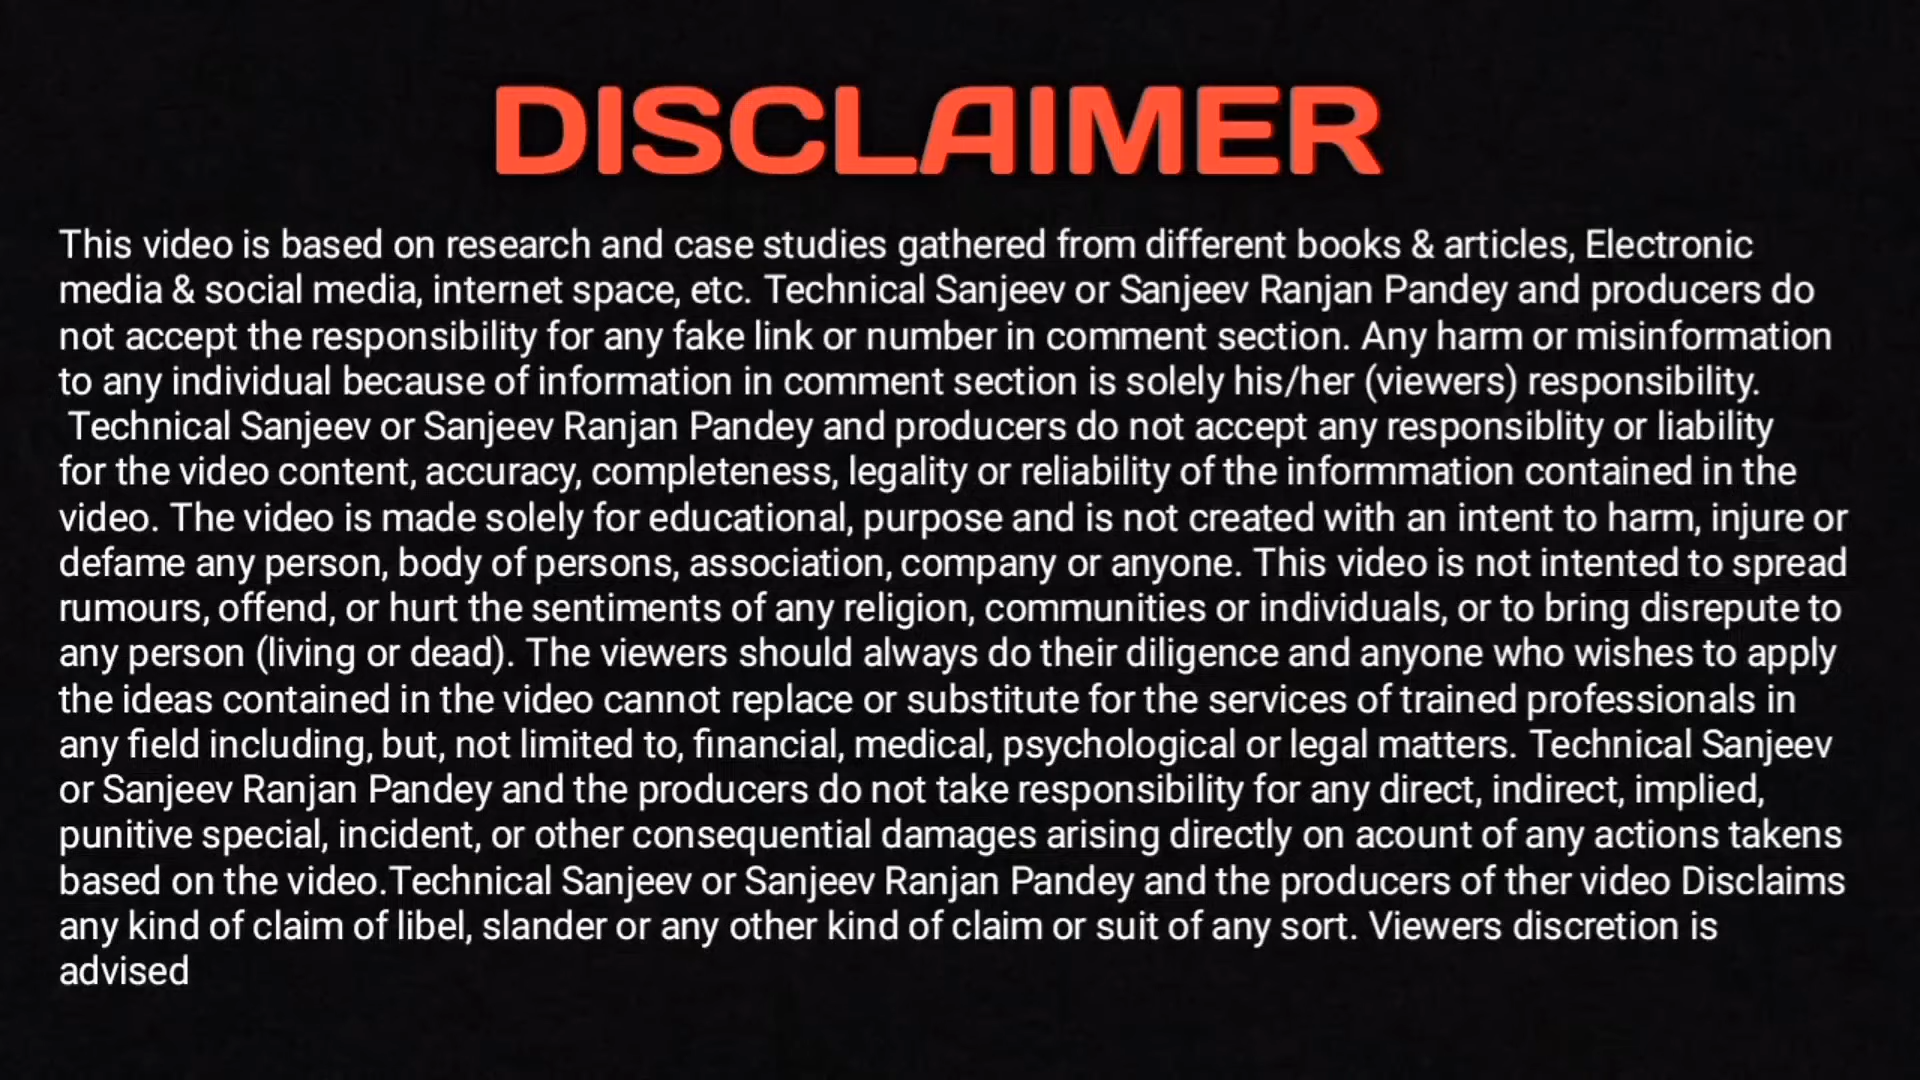 DISCLAIMER
This video is based on research and case studies gathered from different books & articles, Electronic
media & social media, internet space, etc. Technical Sanjeev or Sanjeev Ranjan Pandey and producers do
not accept the responsibility for any fake link or number in comment section. Any harm or misinformation
to any individual because of information in comment section is solely his/her (viewers) responsibility.
Technical Sanjeev or Sanjeev Ranjan Pandey and producers do not accept any responsiblity or liability
for the video content, accuracy, completeness, legality or reliability of the informmation contained in the
video. The video is made solely for educational, purpose and is not created with an intent to harm, injure or
defame any person, body of persons, association, company or anyone. This video is not intented to spread
rumours, offend, or hurt the sentiments of any religion, communities or individuals, or to bring disrepute to
any person (living or dead). The viewers should always do their diligence and anyone who wishes to apply
the ideas contained in the video cannot replace or substitute for the services of trained professionals in
any field including, but, not limited to, financial, medical, psychological or legal matters. Technical Sanjeev
or Sanjeev Ranjan Pandey and the producers do not take responsibility for any direct, indirect, implied,
punitive special, incident, or other consequential damages arising directly on acount of any actions takens
based on the video.Technical Sanjeev or Sanjeev Ranjan Pandey and the producers of ther video Disclaims
any kind of claim of libel, slander or any other kind of claim or suit of any sort. Viewers discretion is
advised